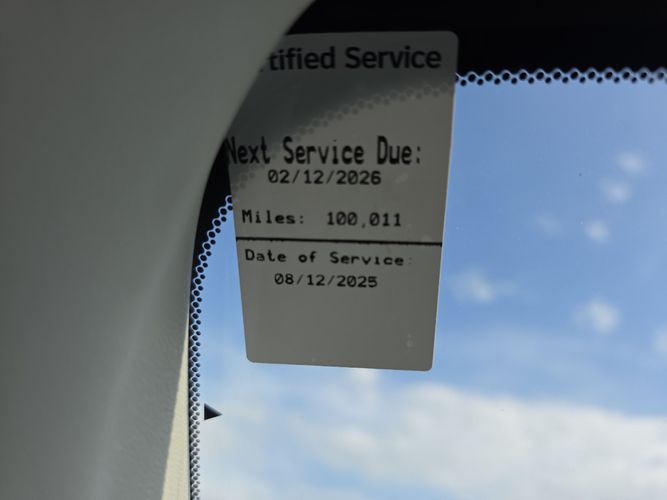 tified Service
Next Service Due:
02/12/2026
Miles: 100,011
Date of Service:
08/12/2025